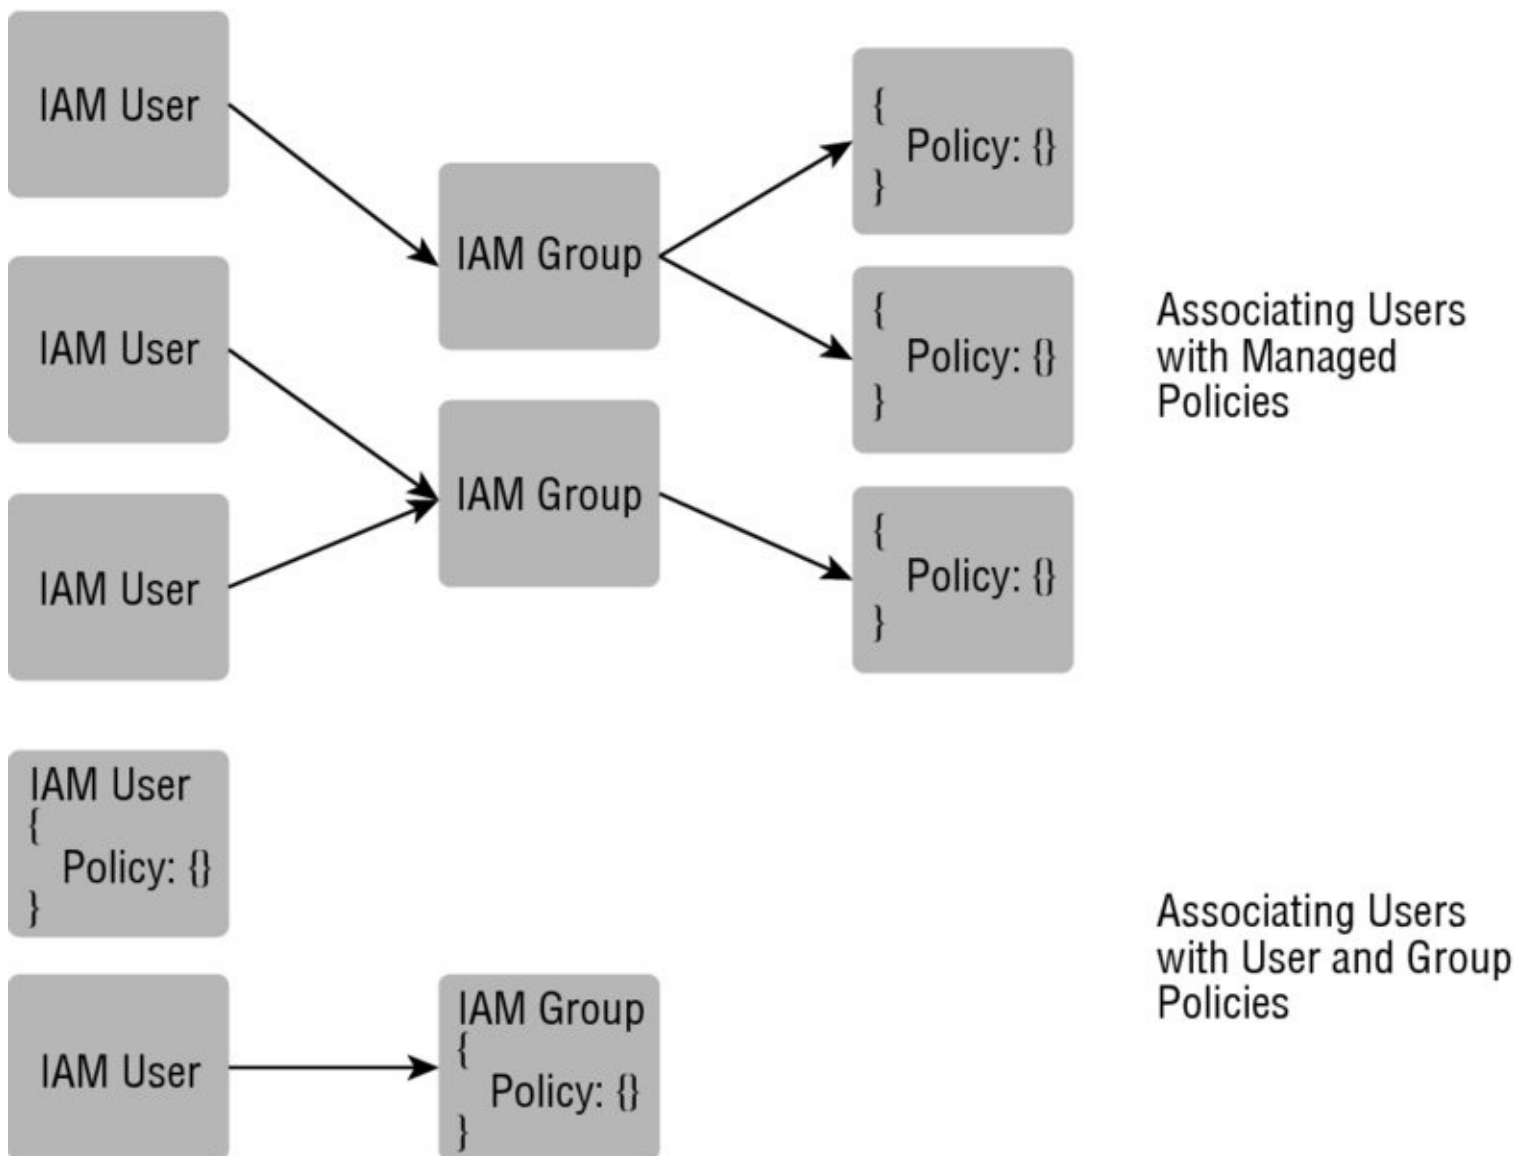 IAM User
IAM Group
{
Policy: {}
}
IAM User
{
Policy: {}
}
Associating Users
with Managed
Policies
IAM Group
IAM User
{
Policy: {}
}
IAM User
{
Policy: {}
}
Associating Users
with User and Group
Policies
IAM User
IAM Group
{
Policy: {}
}